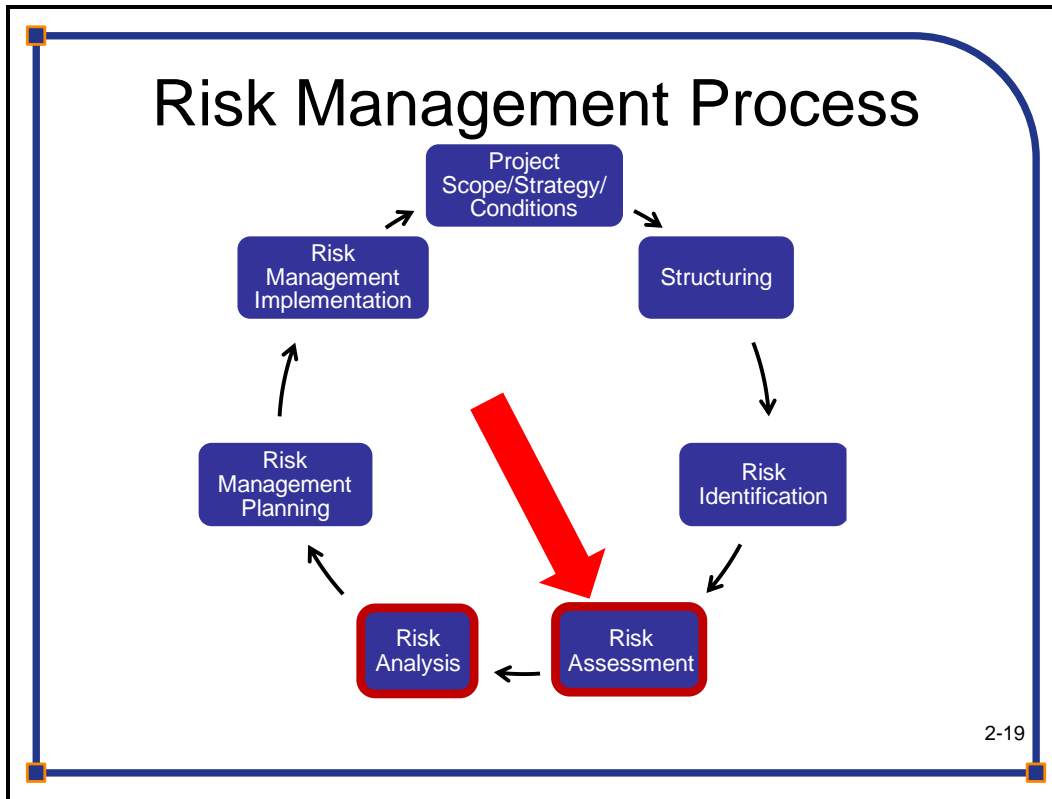 Risk Management Process
Project
Scope/Strategy/
Conditions
Structuring
Risk
Identification
Risk
Assessment
Risk
Analysis
Risk
Management
Planning
Risk
Management
Implementation
2-19